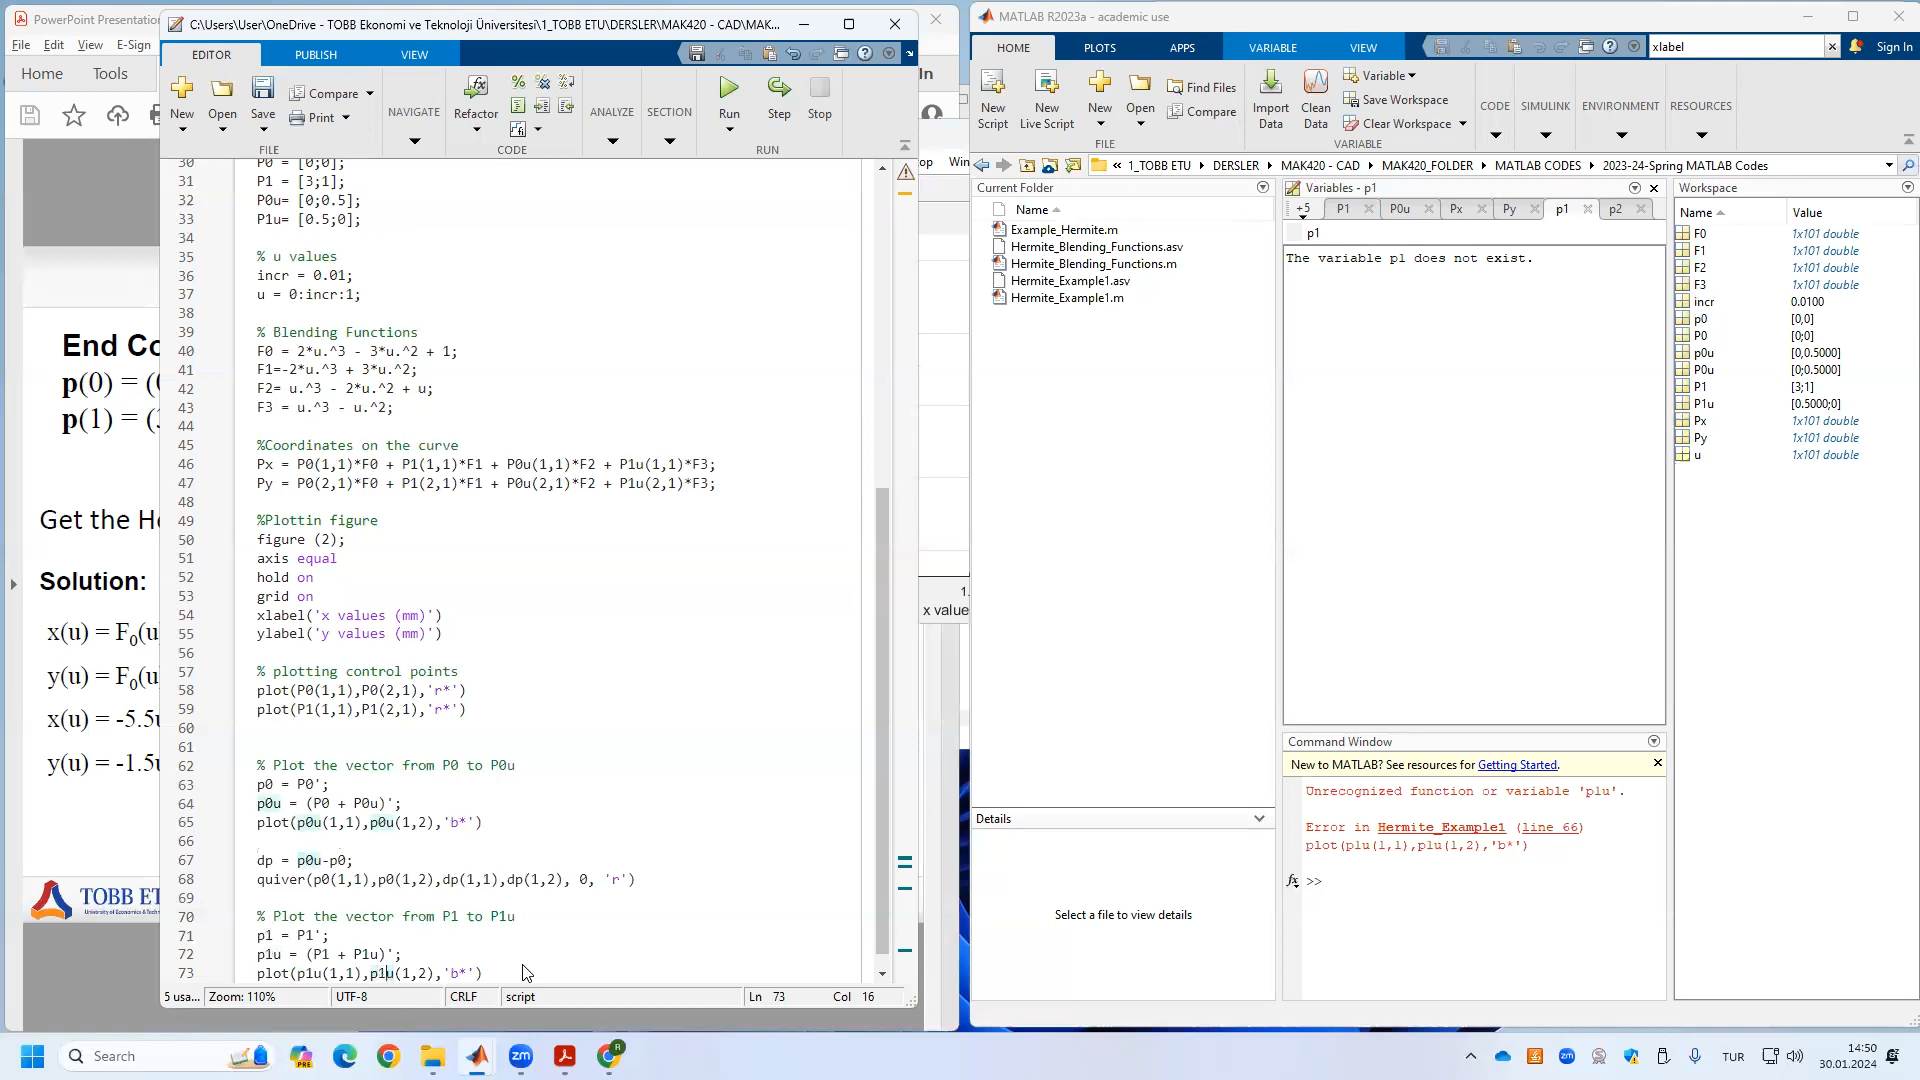 PowerPoint Presentation
File Edit View E-Sign
Home Tools
End Co
p(0) = (
p(1) = (3
Get the He
Solution:
x(u) = F0(u
y(u) = F0(u
x(u) = -5.5u
y(u) = -1.5u
TOBB ET
C:\Users\User\OneDrive - TOBB Ekonomi ve Teknoloji Üniversitesi\1_TOBB ETU\DERSLER\MAK420 - CAD\MAK...
EDITOR PUBLISH VIEW
New Open Save Compare Print
NAVIGATE Refactor ANALYZE SECTION Run Step Stop
FILE CODE RUN
30 P0 = [0;0];
31 P1 = [3;1];
32 P0u= [0;0.5];
33 P1u= [0.5;0];
34
35 % u values
36 incr = 0.01;
37 u = 0:incr:1;
38
39 % Blending Functions
40 F0 = 2*u.^3 - 3*u.^2 + 1;
41 F1=-2*u.^3 + 3*u.^2;
42 F2= u.^3 - 2*u.^2 + u;
43 F3 = u.^3 - u.^2;
44
45 %Coordinates on the curve
46 Px = P0(1,1)*F0 + P1(1,1)*F1 + P0u(1,1)*F2 + P1u(1,1)*F3;
47 Py = P0(2,1)*F0 + P1(2,1)*F1 + P0u(2,1)*F2 + P1u(2,1)*F3;
48
49 %Plottin figure
50 figure (2);
51 axis equal
52 hold on
53 grid on
54 xlabel('x values (mm)')
55 ylabel('y values (mm)')
56
57 % plotting control points
58 plot(P0(1,1),P0(2,1),'r*')
59 plot(P1(1,1),P1(2,1),'r*')
60
61
62 % Plot the vector from P0 to P0u
63 p0 = P0';
64 p0u = (P0 + P0u)';
65 plot(p0u(1,1),p0u(1,2),'b*')
66
67 dp = p0u-p0;
68 quiver(p0(1,1),p0(1,2),dp(1,1),dp(1,2), 0, 'r')
69
70 % Plot the vector from P1 to P1u
71 p1 = P1';
72 p1u = (P1 + P1u)';
73 plot(p1u(1,1),p1u(1,2),'b*')
5 usa... Zoom: 110% UTF-8 CRLF script Ln 73 Col 16
In
op Win
1.
x value
MATLAB R2023a - academic use
HOME PLOTS APPS VARIABLE VIEW xlabel Sign In
New Script New Live Script New Open Find Files Compare
Import Data Clean Data Variable Save Workspace Clear Workspace
CODE SIMULINK ENVIRONMENT RESOURCES
FILE VARIABLE
« 1_TOBB ETU DERSLER MAK420 - CAD MAK420_FOLDER MATLAB CODES 2023-24-Spring MATLAB Codes
Current Folder
Name
Example_Hermite.m
Hermite_Blending_Functions.asv
Hermite_Blending_Functions.m
Hermite_Example1.asv
Hermite_Example1.m
Details
Select a file to view details
Variables - p1
+5 P1 P0u Px Py p1 p2
p1
The variable p1 does not exist.
Command Window
New to MATLAB? See resources for Getting Started.
Unrecognized function or variable 'p1u'.
Error in Hermite_Example1 (line 66)
plot(p1u(1,1),p1u(1,2),'b*')
fx >>
Workspace
Name Value
F0 1x101 double
F1 1x101 double
F2 1x101 double
F3 1x101 double
incr 0.0100
p0 [0,0]
P0 [0;0]
p0u [0,0.5000]
P0u [0;0.5000]
P1 [3;1]
P1u [0.5000;0]
Px 1x101 double
Py 1x101 double
u 1x101 double
Search
PRE
zm
R
zm
TUR
14:50
30.01.2024